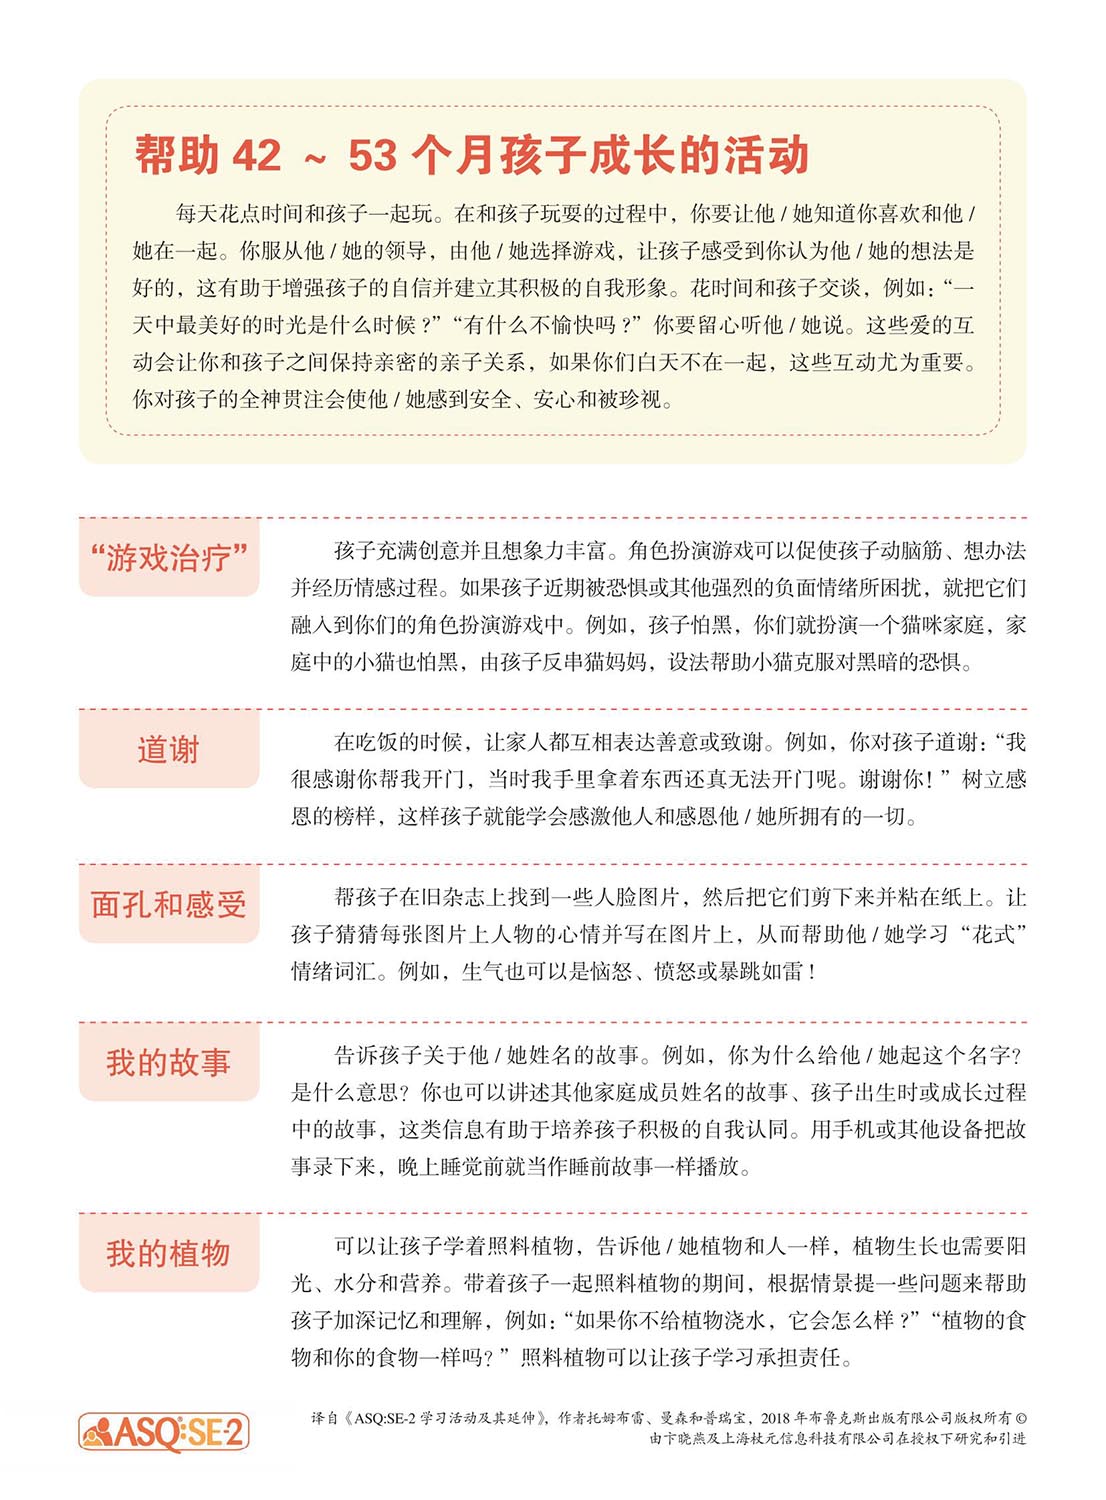 帮助 42 ~ 53 个月孩子成长的活动
每天花点时间和孩子一起玩。在和孩子玩耍的过程中，你要让他 / 她知道你喜欢和他 /
她在一起。你服从他 / 她的领导，由他 / 她选择游戏，让孩子感受到你认为他 / 她的想法是
好的，这有助于增强孩子的自信并建立其积极的自我形象。花时间和孩子交谈，例如：“一
天中最美好的时光是什么时候？”“有什么不愉快吗？” 你要留心听他 / 她说。这些爱的互
动会让你和孩子之间保持亲密的亲子关系，如果你们白天不在一起，这些互动尤为重要。
你对孩子的全神贯注会使他 / 她感到安全、安心和被珍视。
“游戏治疗”
孩子充满创意并且想象力丰富。角色扮演游戏可以促使孩子动脑筋、想办法
并经历情感过程。如果孩子近期被恐惧或其他强烈的负面情绪所困扰，就把它们
融入到你们的角色扮演游戏中。例如，孩子怕黑，你们就扮演一个猫咪家庭，家
庭中的小猫也怕黑，由孩子反串猫妈妈，设法帮助小猫克服对黑暗的恐惧。
道谢
在吃饭的时候，让家人都互相表达善意或致谢。例如，你对孩子道谢：“我
很感谢你帮我开门，当时我手里拿着东西还真无法开门呢。谢谢你！” 树立感
恩的榜样，这样孩子就能学会感激他人和感恩他 / 她所拥有的一切。
面孔和感受
帮孩子在旧杂志上找到一些人脸图片，然后把它们剪下来并粘在纸上。让
孩子猜猜每张图片上人物的心情并写在图片上，从而帮助他 / 她学习 “花式”
情绪词汇。例如，生气也可以是恼怒、愤怒或暴跳如雷！
我的故事
告诉孩子关于他 / 她姓名的故事。例如，你为什么给他 / 她起这个名字？
是什么意思？你也可以讲述其他家庭成员姓名的故事、孩子出生时或成长过程
中的故事，这类信息有助于培养孩子积极的自我认同。用手机或其他设备把故
事录下来，晚上睡觉前就当作睡前故事一样播放。
我的植物
可以让孩子学着照料植物，告诉他 / 她植物和人一样，植物生长也需要阳
光、水分和营养。带着孩子一起照料植物的期间，根据情景提一些问题来帮助
孩子加深记忆和理解，例如：“如果你不给植物浇水，它会怎么样？”“植物的食
物和你的食物一样吗？” 照料植物可以让孩子学习承担责任。
ASQ:SE-2
译自《ASQ:SE-2 学习活动及其延伸》，作者托姆布雷、曼森和普瑞宝，2018 年布鲁克斯出版有限公司版权所有 ©
由卞晓燕及上海杖元信息科技有限公司在授权下研究和引进